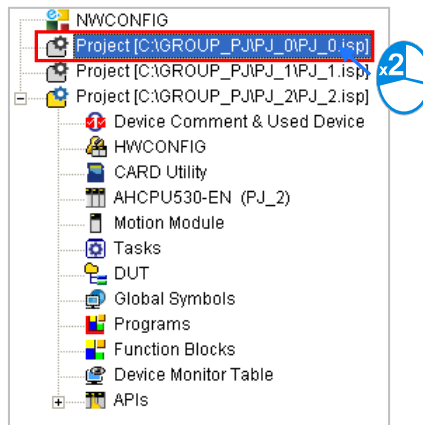 NWCONFIG
Project [C:\GROUP_PJ\PJ_0\PJ_0.isp]
x2
Project [C:\GROUP_PJ\PJ_1\PJ_1.isp]
Project [C:\GROUP_PJ\PJ_2\PJ_2.isp]
Device Comment & Used Device
HWCONFIG
CARD Utility
AHCPU530-EN (PJ_2)
Motion Module
Tasks
DUT
Global Symbols
Programs
Function Blocks
Device Monitor Table
APIs